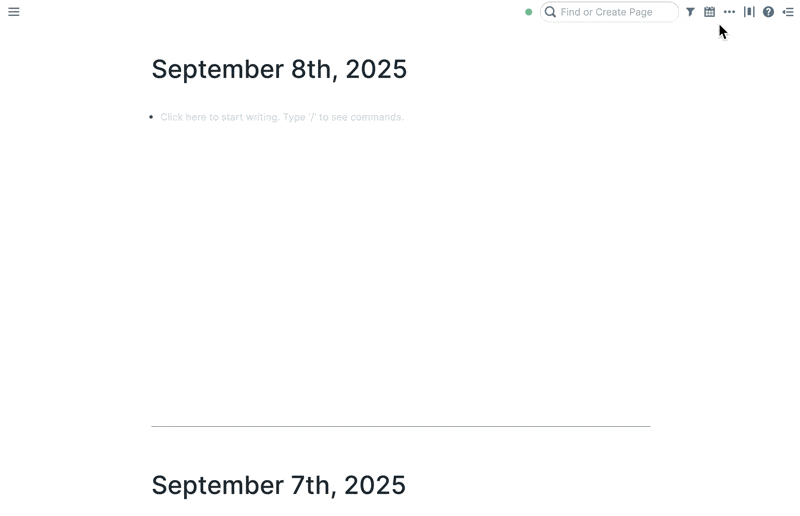 Find or Create Page
September 8th, 2025
Click here to start writing. Type '/' to see commands.
September 7th, 2025